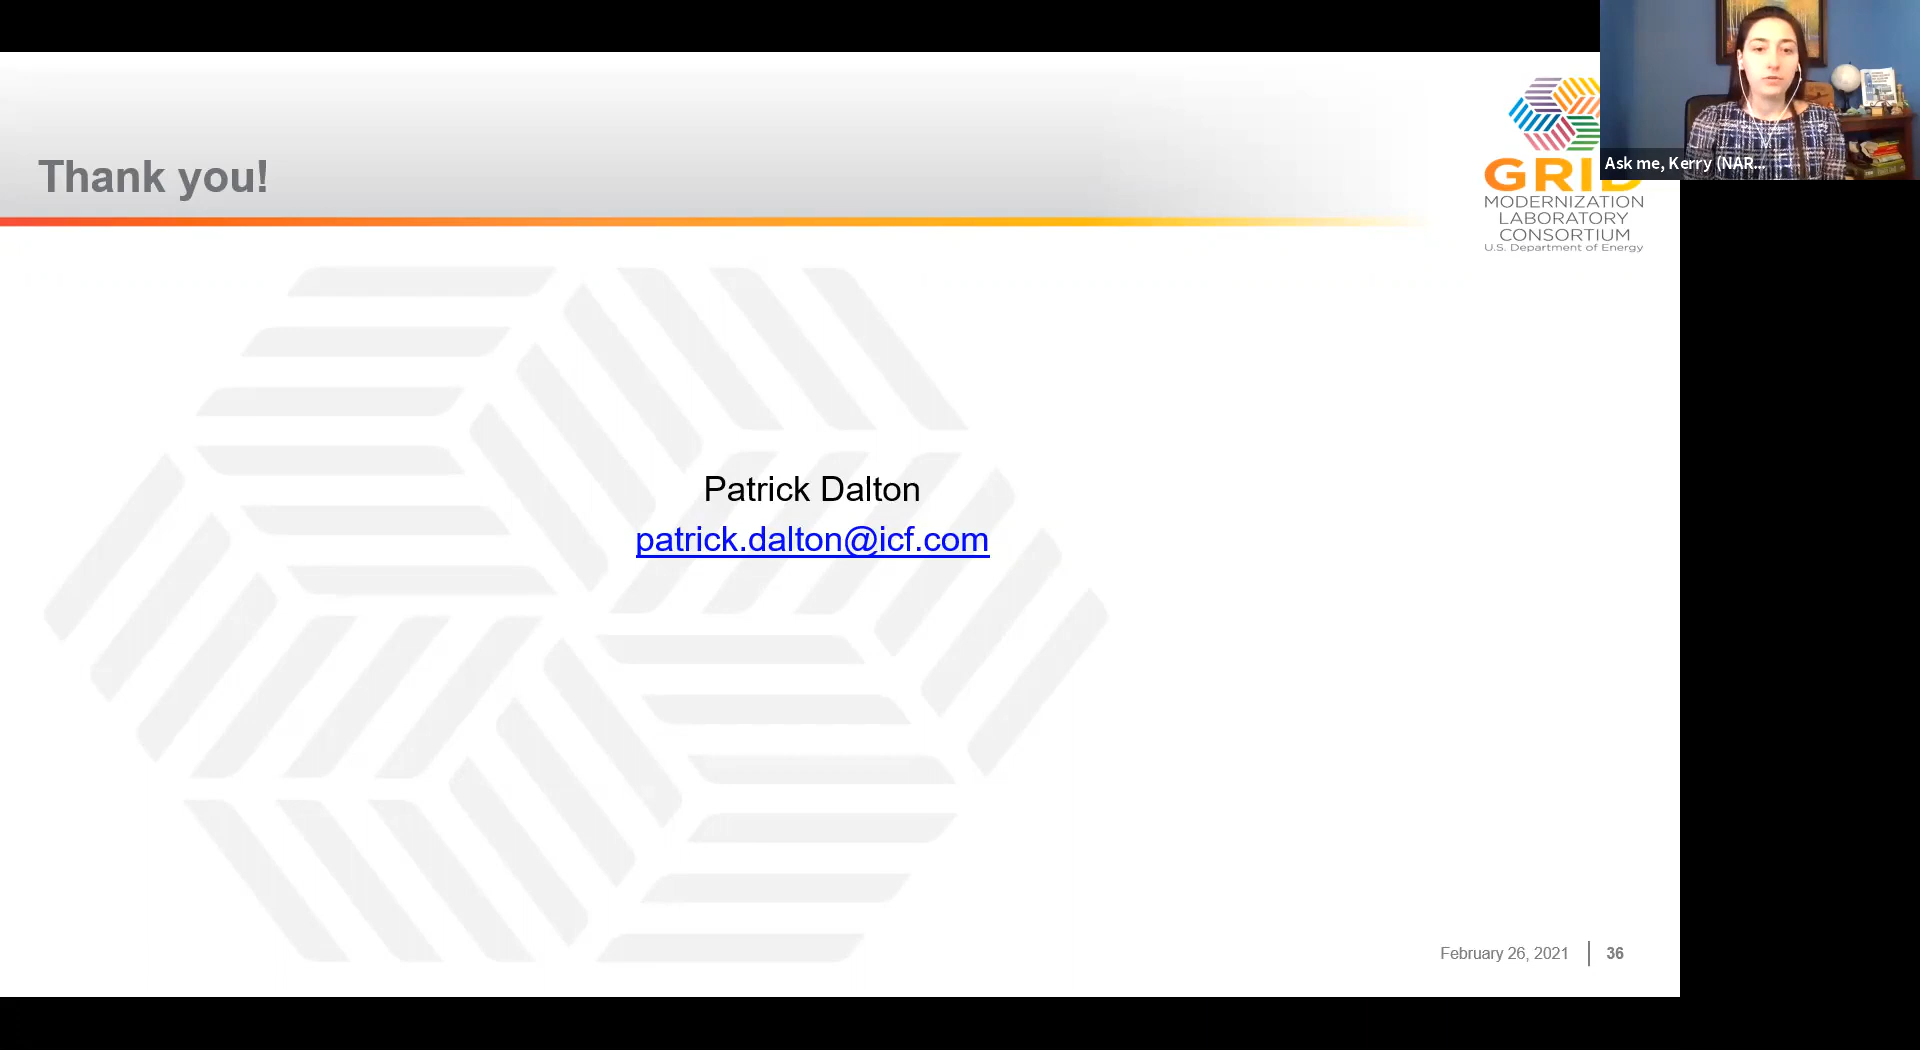 Thank you!
Ask me, Kerry (NAR...
GRID
MODERNIZATION
LABORATORY
CONSORTIUM
U.S. Department of Energy
Patrick Dalton
patrick.dalton@icf.com
February 26, 2021 | 36